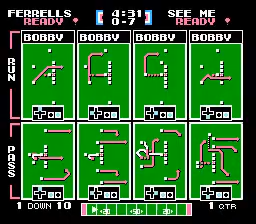 FERRELLS 4:31 SEE ME
READY 0-7 READY
BOBBY BOBBY BOBBY BOBBY
RUN
PASS
1 DOWN 10 1 QTR